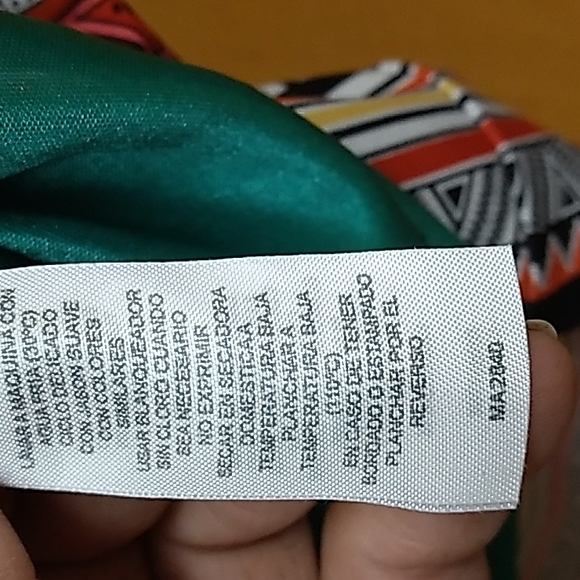 LAVAR A MAQUINA CON
AGUA FRIA (30ºC)
CICLO DELICADO
CON JABON SUAVE
CON COLORES
SIMILARES
USAR BLANQUEADOR
SIN CLORO CUANDO
SEA NECESARIO
NO EXPRIMIR
SECAR EN SECADORA
DOMESTICA A
TEMPERATURA BAJA
PLANCHAR A
TEMPERATURA BAJA
(110ºC)
EN CASO DE TENER
BORDADO O ESTAMPADO
PLANCHAR POR EL
REVERSO
MA2840